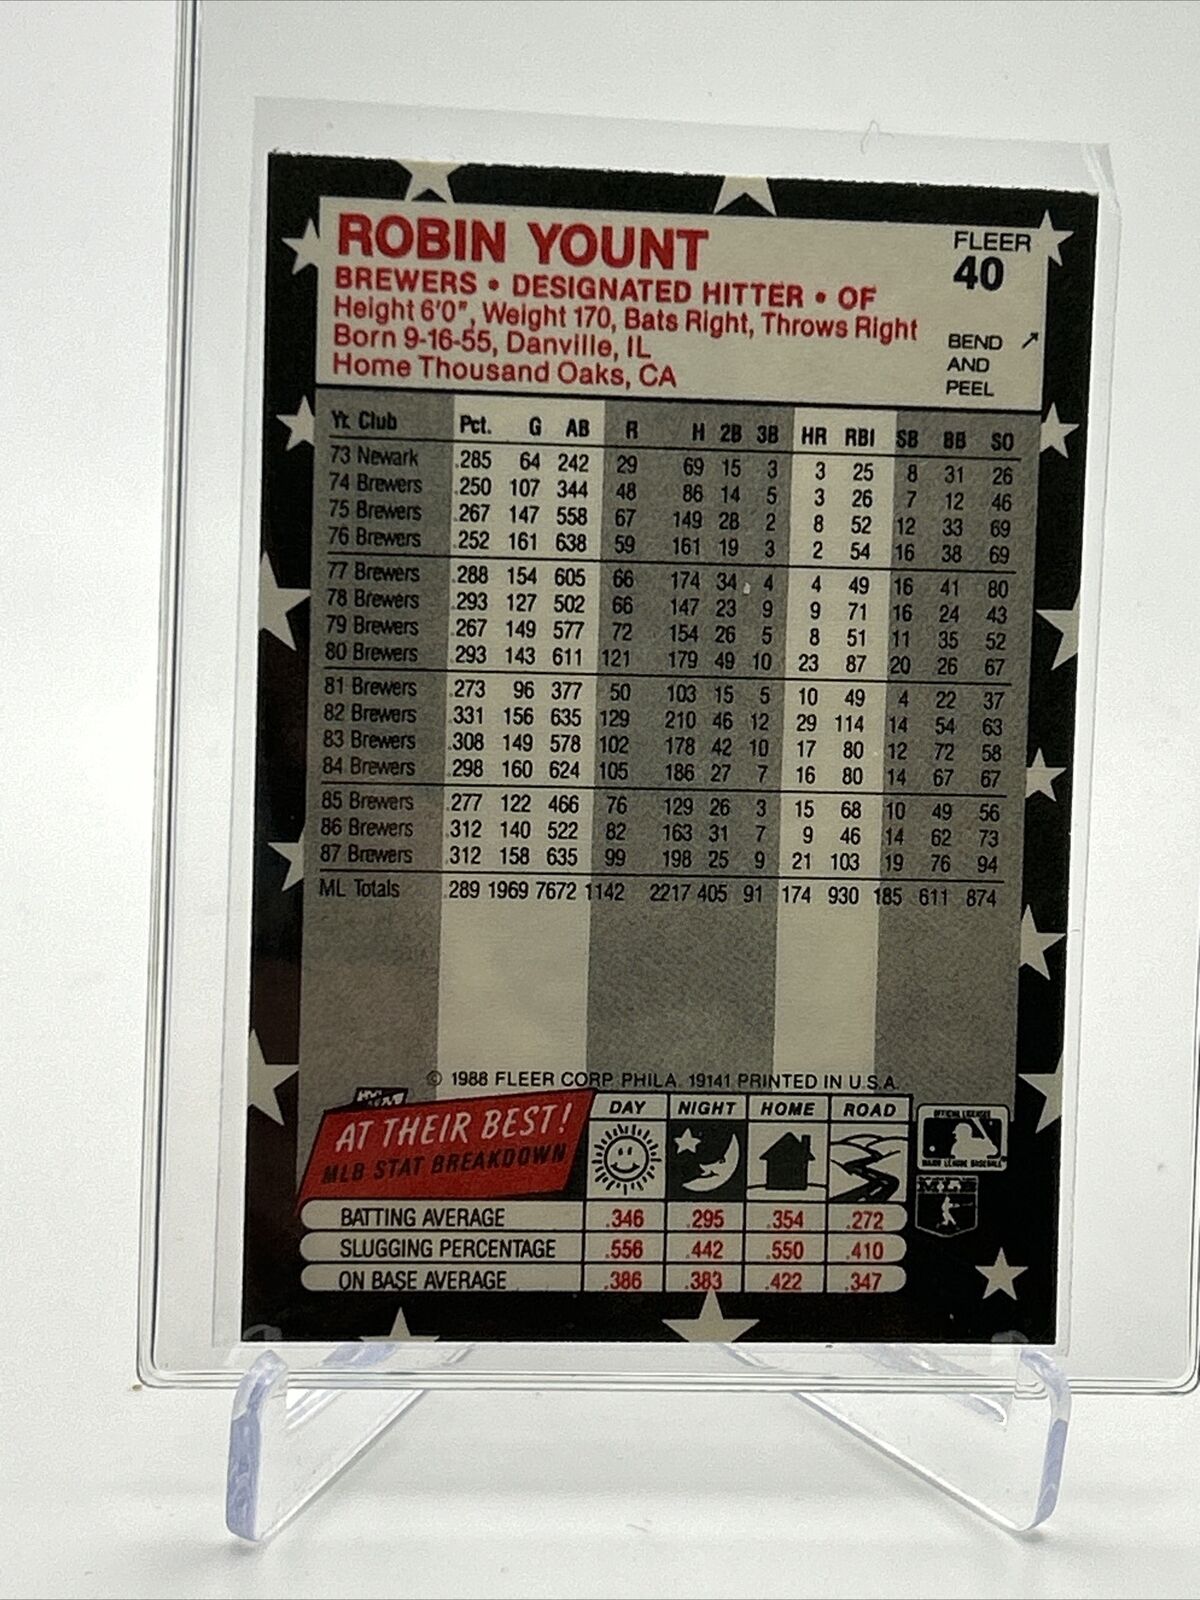 ROBIN YOUNT
FLEER
40
BREWERS • DESIGNATED HITTER • OF
Height 6'0", Weight 170, Bats Right, Throws Right
Born 9-16-55, Danville, IL
Home Thousand Oaks, CA
BEND ↗
AND
PEEL
Yr. Club Pct. G AB R H 2B 3B HR RBI SB BB SO
73 Newark .285 64 242 29 69 15 3 3 25 8 31 26
74 Brewers .250 107 344 48 86 14 5 3 26 7 12 46
75 Brewers .267 147 558 67 149 28 2 8 52 12 33 69
76 Brewers .252 161 638 59 161 19 3 2 54 16 38 69
77 Brewers .288 154 605 66 174 34 4 4 49 16 41 80
78 Brewers .293 127 502 66 147 23 9 9 71 16 24 43
79 Brewers .267 149 577 72 154 26 5 8 51 11 35 52
80 Brewers .293 143 611 121 179 49 10 23 87 20 26 67
81 Brewers .273 96 377 50 103 15 5 10 49 4 22 37
82 Brewers .331 156 635 129 210 46 12 29 114 14 54 63
83 Brewers .308 149 578 102 178 42 10 17 80 12 72 58
84 Brewers .298 160 624 105 186 27 7 16 80 14 67 67
85 Brewers .277 122 466 76 129 26 3 15 68 10 49 56
86 Brewers .312 140 522 82 163 31 7 9 46 14 62 73
87 Brewers .312 158 635 99 198 25 9 21 103 19 76 94
ML Totals .289 1969 7672 1142 2217 405 91 174 930 185 611 874
© 1988 FLEER CORP. PHILA. 19141 PRINTED IN U.S.A.
AT THEIR BEST!
MLB STAT BREAKDOWN
DAY NIGHT HOME ROAD
BATTING AVERAGE .346 .295 .354 .272
SLUGGING PERCENTAGE .556 .442 .550 .410
ON BASE AVERAGE .386 .383 .422 .347
OFFICIAL LICENSEE
MAJOR LEAGUE BASEBALL